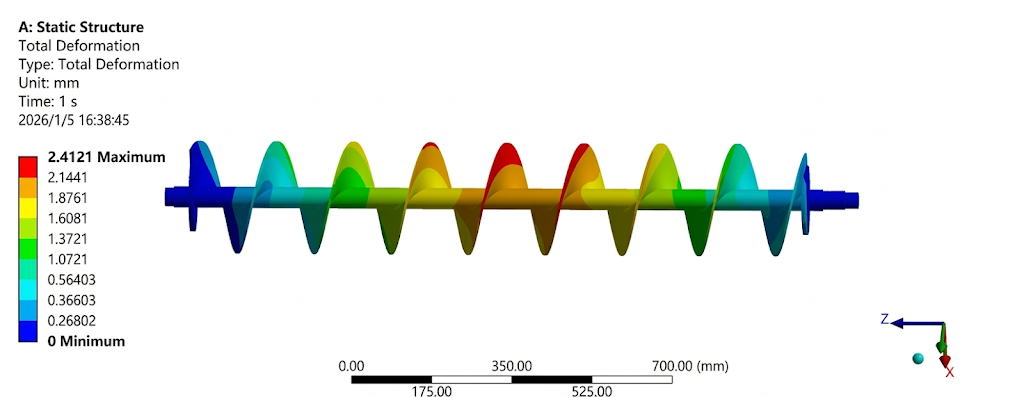 A: Static Structure
Total Deformation
Type: Total Deformation
Unit: mm
Time: 1 s
2026/1/5 16:38:45
2.4121 Maximum
2.1441
1.8761
1.6081
1.3721
1.0721
0.56403
0.36603
0.26802
0 Minimum
0.00 350.00 700.00 (mm)
175.00 525.00
Z
X